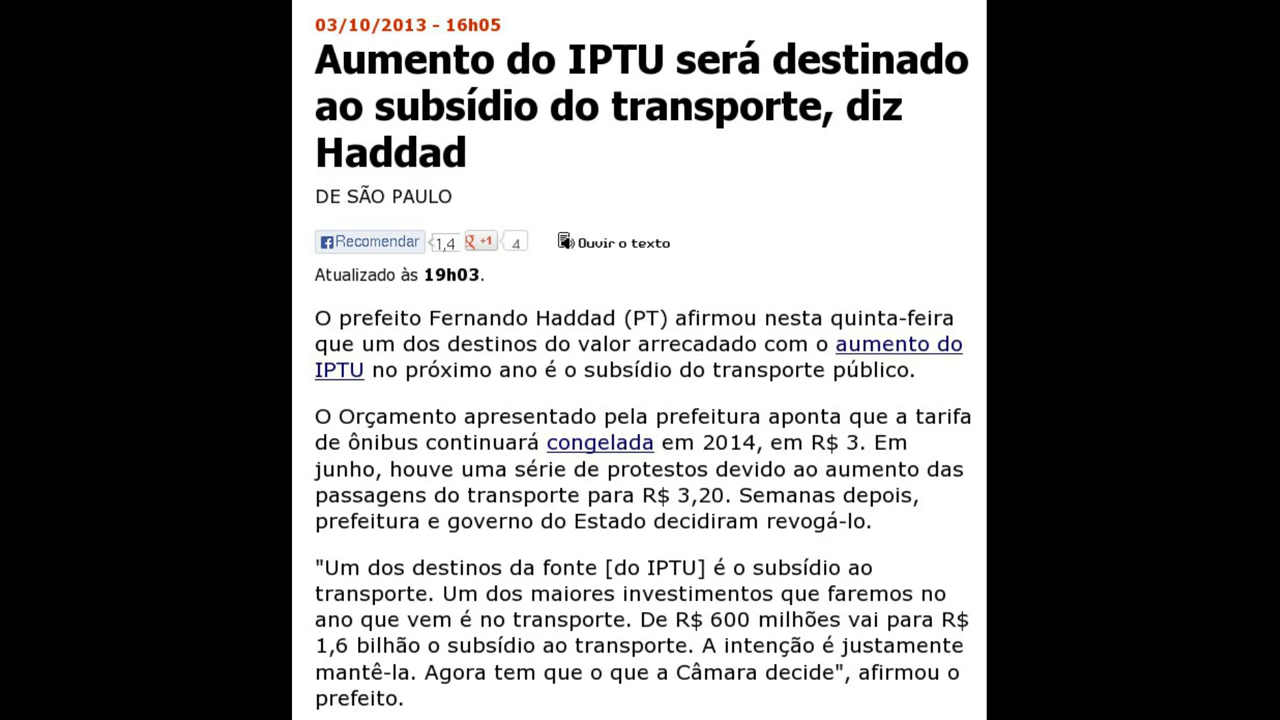 03/10/2013 - 16h05
Aumento do IPTU será destinado
ao subsídio do transporte, diz
Haddad
DE SÃO PAULO
Recomendar 1,4 +1 4 Ouvir o texto
Atualizado às 19h03.
O prefeito Fernando Haddad (PT) afirmou nesta quinta-feira
que um dos destinos do valor arrecadado com o aumento do
IPTU no próximo ano é o subsídio do transporte público.
O Orçamento apresentado pela prefeitura aponta que a tarifa
de ônibus continuará congelada em 2014, em R$ 3. Em
junho, houve uma série de protestos devido ao aumento das
passagens do transporte para R$ 3,20. Semanas depois,
prefeitura e governo do Estado decidiram revogá-lo.
"Um dos destinos da fonte [do IPTU] é o subsídio ao
transporte. Um dos maiores investimentos que faremos no
ano que vem é no transporte. De R$ 600 milhões vai para R$
1,6 bilhão o subsídio ao transporte. A intenção é justamente
mantê-la. Agora tem que o que a Câmara decide", afirmou o
prefeito.